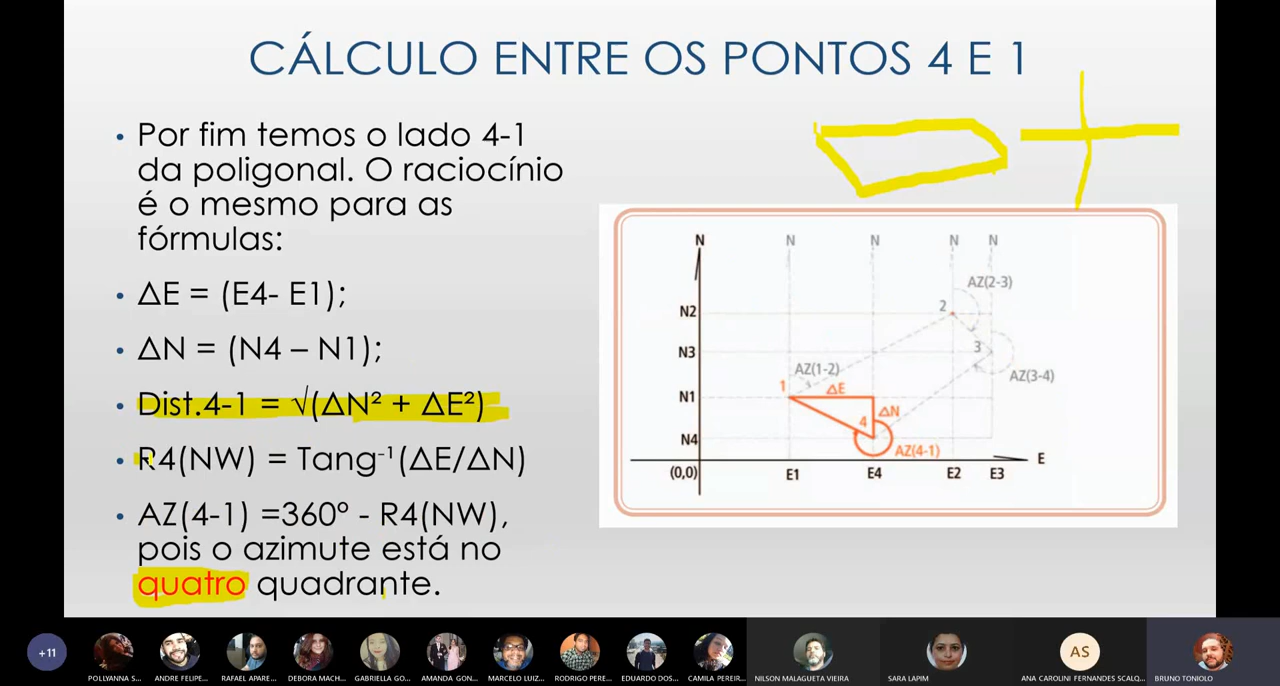 CÁLCULO ENTRE OS PONTOS 4 E 1
• Por fim temos o lado 4-1
da poligonal. O raciocínio
é o mesmo para as
fórmulas:
• ΔE = (E4- E1);
• ΔN = (N4 – N1);
• Dist.4-1 = √(ΔN² + ΔE²)
• R4(NW) = Tang⁻¹(ΔE/ΔN)
• AZ(4-1) =360º - R4(NW),
pois o azimute está no
quatro quadrante.
N N N N N
AZ(2-3)
N2 2
N3 3
AZ(1-2) AZ(3-4)
N1 1 ΔE
ΔN
N4 4
AZ(4-1)
E
(0,0) E1 E4 E2 E3
+11
POLLYANNA S...
ANDRE FELIPE...
RAFAEL APARE...
DEBORA MACH...
GABRIELLA GO...
AMANDA GON...
MARCELO LUIZ...
RODRIGO PERE...
EDUARDO DOS...
CAMILA PEREIR...
NILSON MALAGUETA VIEIRA
SARA LAPIM
AS
ANA CAROLINI FERNANDES SCALQ...
BRUNO TONIOLO